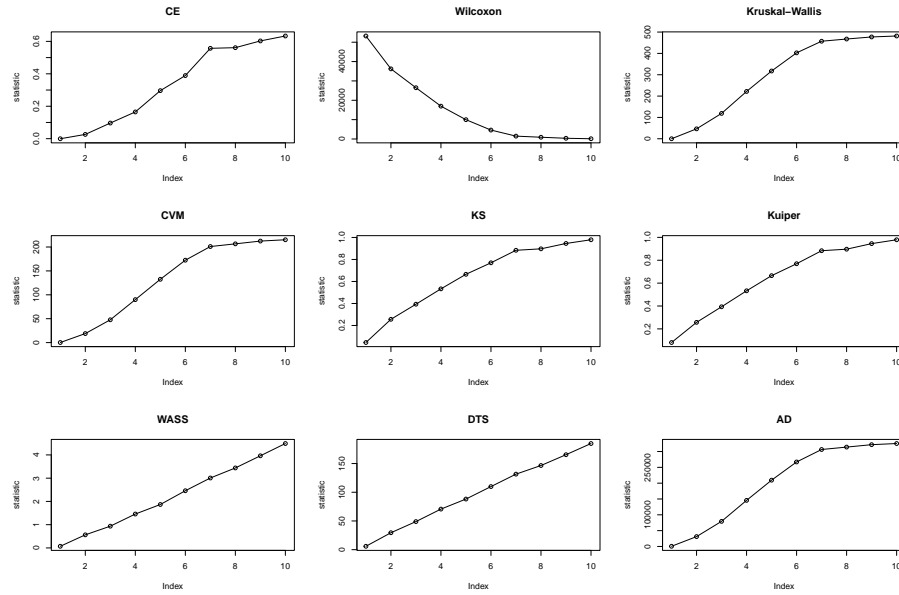 CE
statistic
0.0 0.2 0.4 0.6
2 4 6 8 10
Index
Wilcoxon
statistic
0 20000 40000
2 4 6 8 10
Index
Kruskal−Wallis
statistic
0 100 200 300 400 500
2 4 6 8 10
Index
CVM
statistic
0 50 100 150 200
2 4 6 8 10
Index
KS
statistic
0.2 0.4 0.6 0.8 1.0
2 4 6 8 10
Index
Kuiper
statistic
0.2 0.4 0.6 0.8 1.0
2 4 6 8 10
Index
WASS
statistic
0 1 2 3 4
2 4 6 8 10
Index
DTS
statistic
0 50 100 150
2 4 6 8 10
Index
AD
statistic
0 100000 250000
2 4 6 8 10
Index